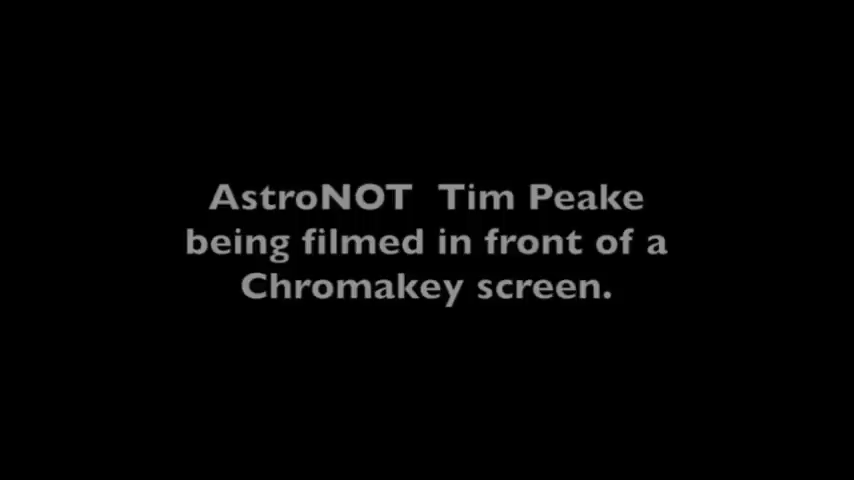 AstroNOT Tim Peake
being filmed in front of a
Chromakey screen.